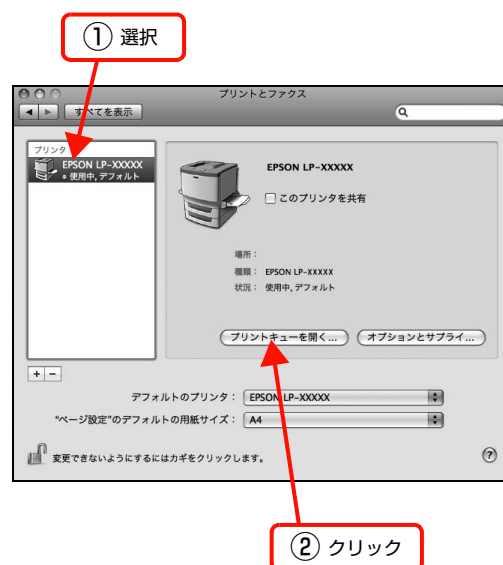 ① 選択
プリントとファクス
すべてを表示
プリンタ
EPSON LP-XXXXX
• 使用中, デフォルト
EPSON LP-XXXXX
このプリンタを共有
場所：
種類： EPSON LP-XXXXX
状況： 使用中, デフォルト
プリントキューを開く... オプションとサプライ...
+ −
デフォルトのプリンタ： EPSON LP-XXXXX
"ページ設定"のデフォルトの用紙サイズ： A4
変更できないようにするにはカギをクリックします。 ?
② クリック